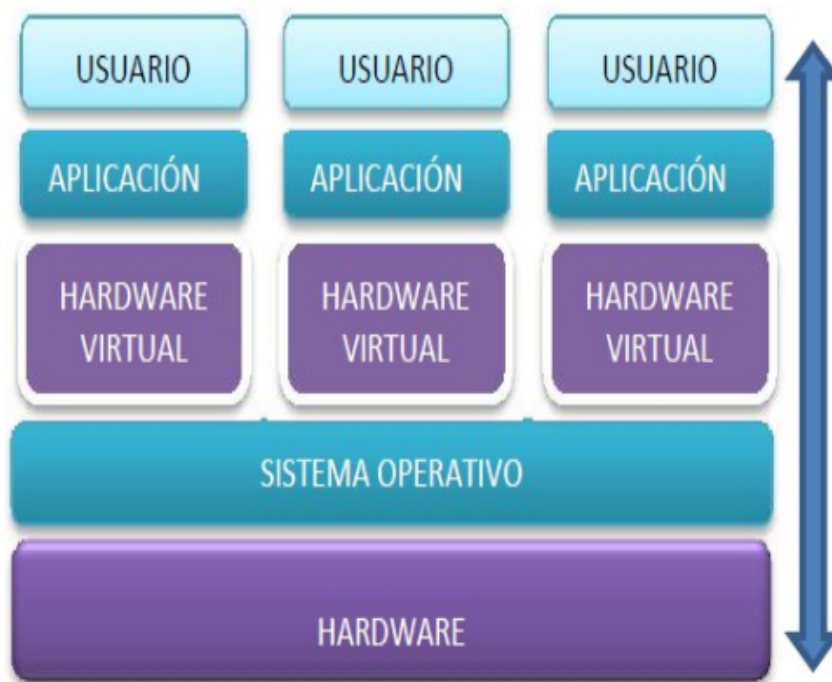 USUARIO USUARIO USUARIO
APLICACIÓN APLICACIÓN APLICACIÓN
HARDWARE HARDWARE HARDWARE
VIRTUAL VIRTUAL VIRTUAL
SISTEMA OPERATIVO
HARDWARE